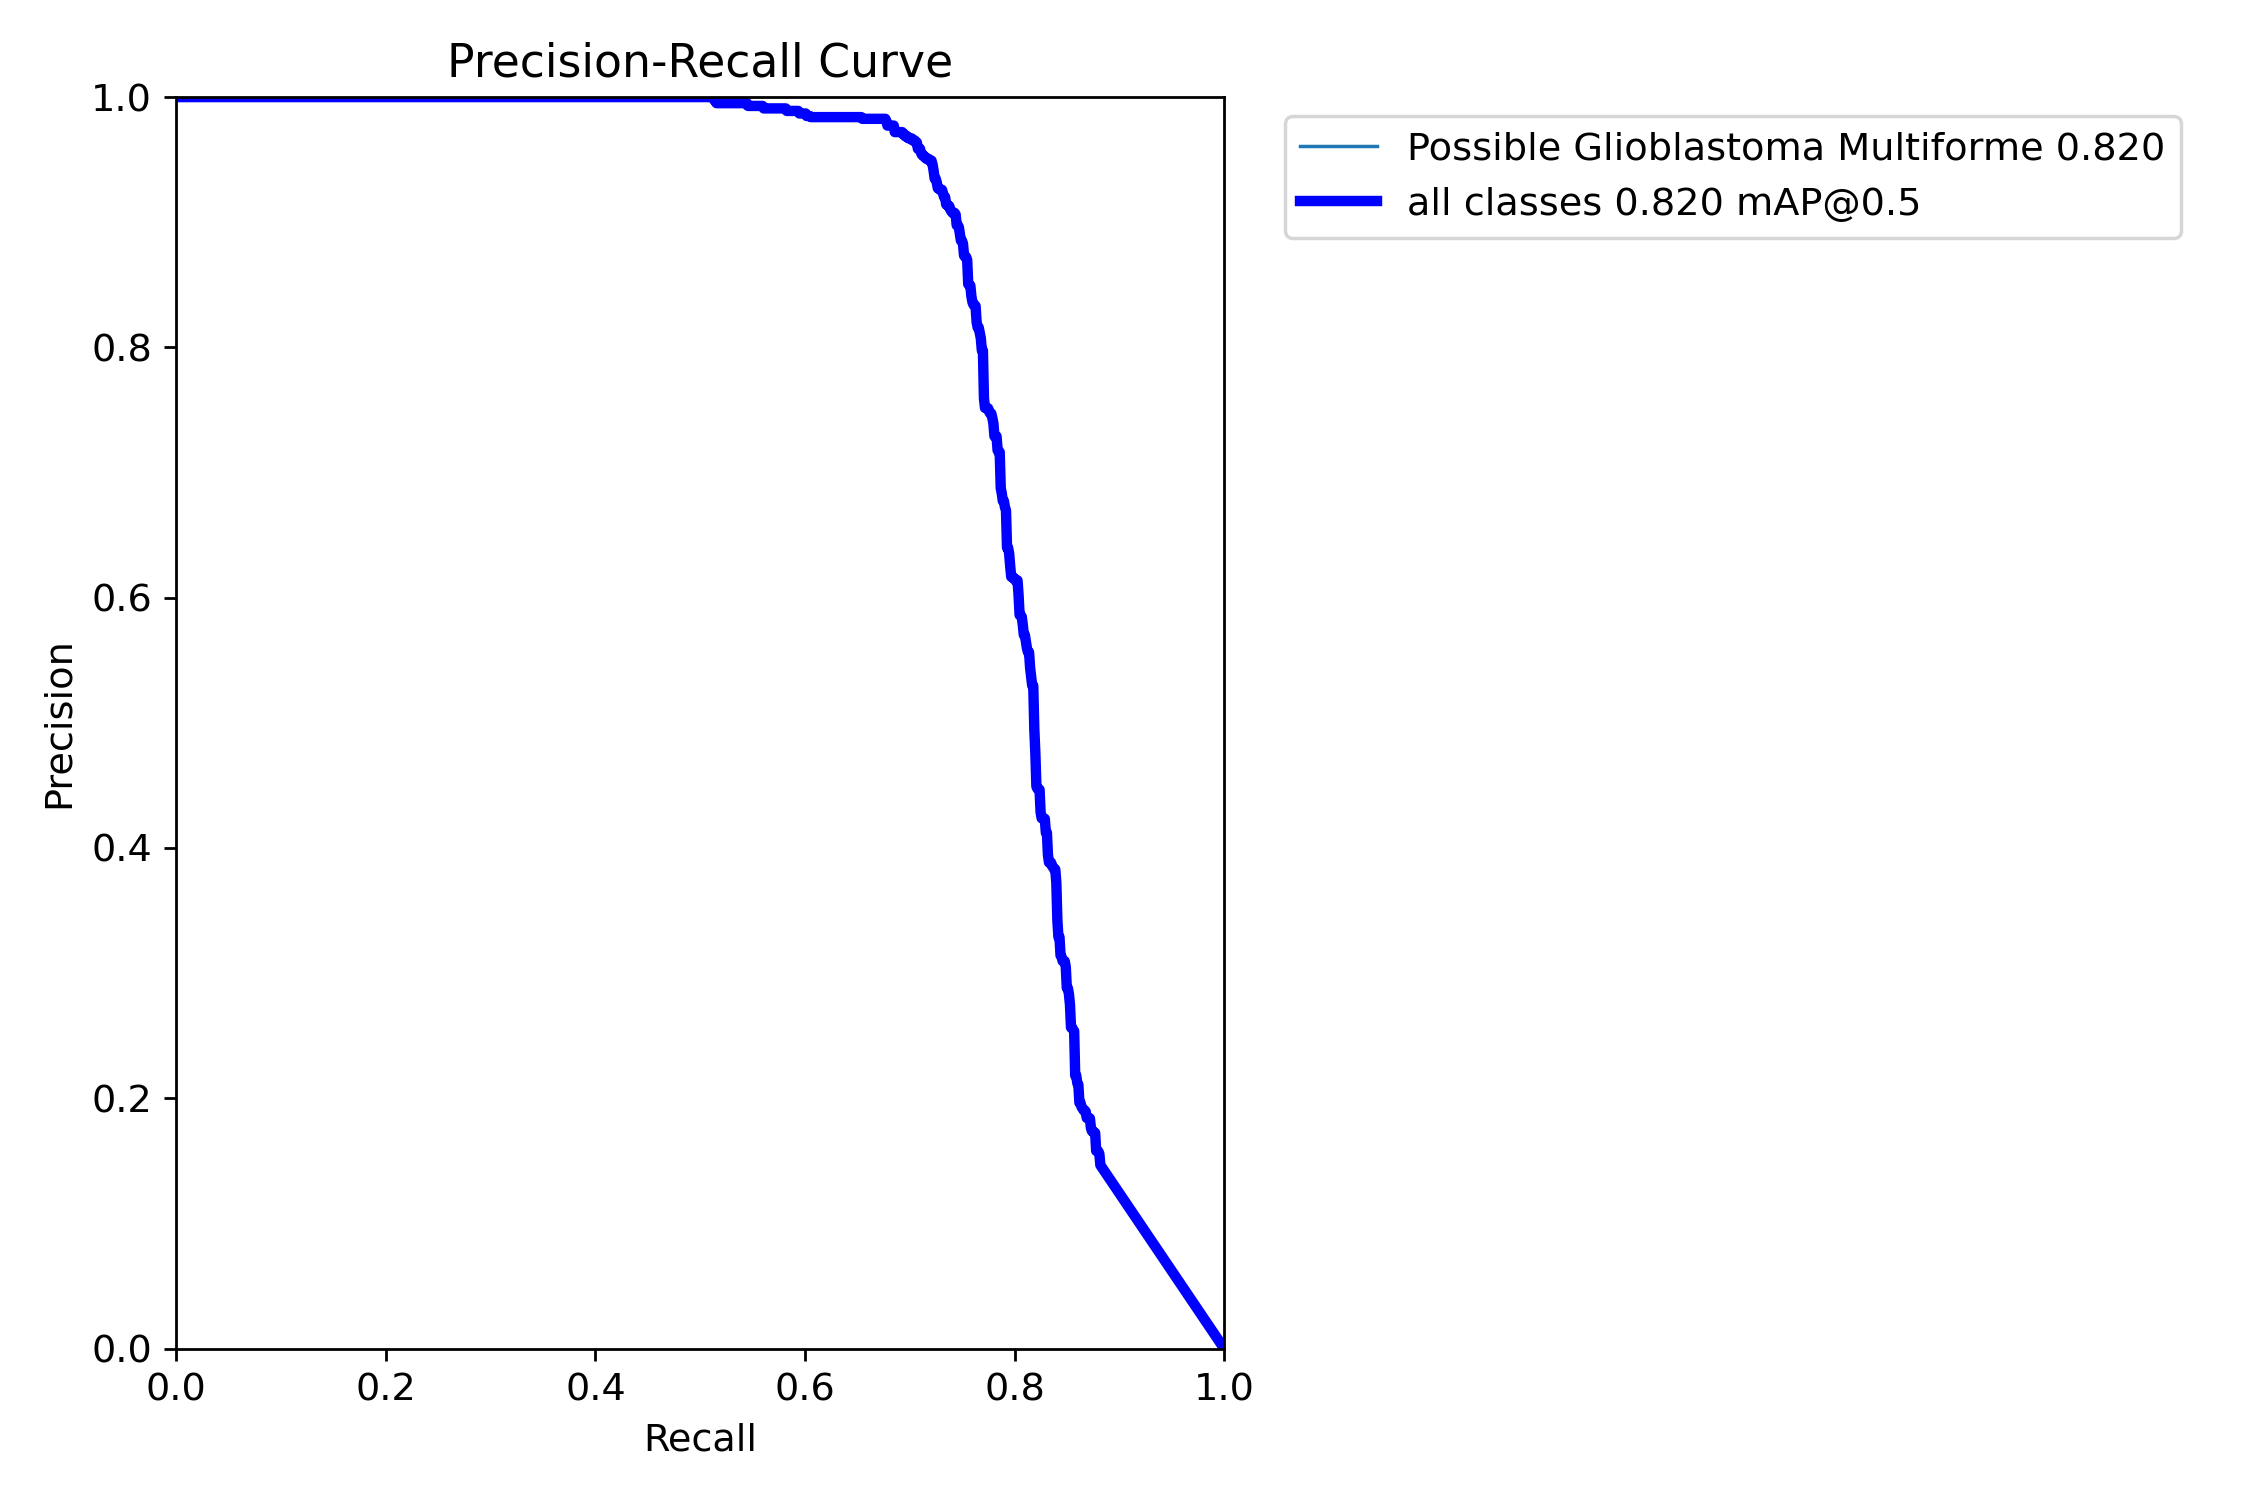 Precision-Recall Curve
1.0
0.8
0.6
0.4
0.2
0.0
Precision
0.0 0.2 0.4 0.6 0.8 1.0
Recall
Possible Glioblastoma Multiforme 0.820
all classes 0.820 mAP@0.5